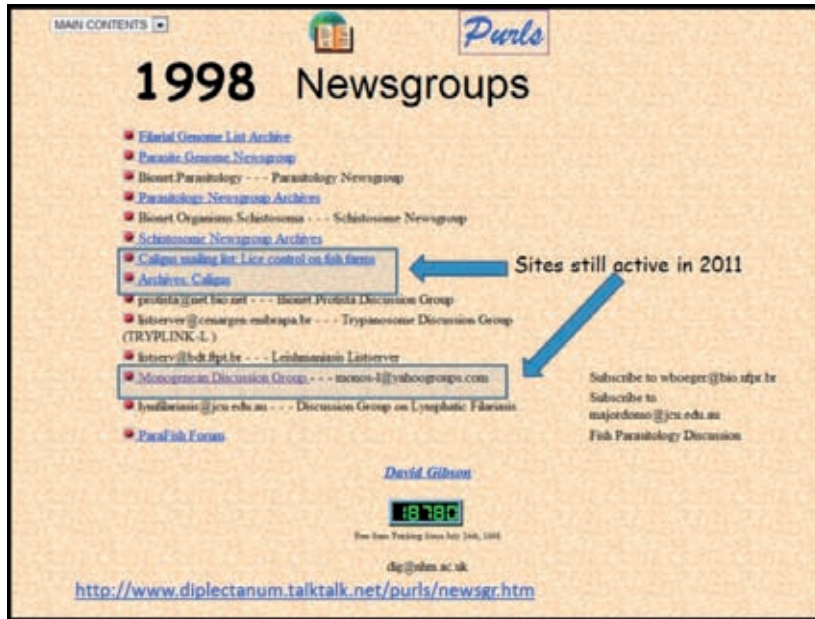 MAIN CONTENTS
Purls
1998 Newsgroups
Filarial Genome List Archive
Parasite Genome Newsgroup
Bionet.Parasitology - - - Parasitology Newsgroup
Parasitology Newsgroup Archives
Bionet.Organisms.Schistosoma - - - Schistosome Newsgroup
Schistosome Newsgroup Archives
Caligus mailing list: Lice control on fish farms
Sites still active in 2011
Archives: Caligus
protista@net.bio.net - - - Bionet.Protista Discussion Group
listserver@cenargen.embrapa.br - - - Trypanosome Discussion Group
(TRYPLINK-L)
listserv@bdt.ftpt.br - - - Leishmaniasis Listserver
Monogenean Discussion Group - - - monos-l@yahoogroups.com
Subscribe to wboeger@bio.ufpr.br
lymfilariasis@jcu.edu.au - - - Discussion Group on Lymphatic Filariasis
Subscribe to
majordomo@jcu.edu.au
ParaFish Forum
Fish Parasitology Discussion
David Gibson
18780
dig@nhm.ac.uk
http://www.diplectanum.talktalk.net/purls/newsgr.htm